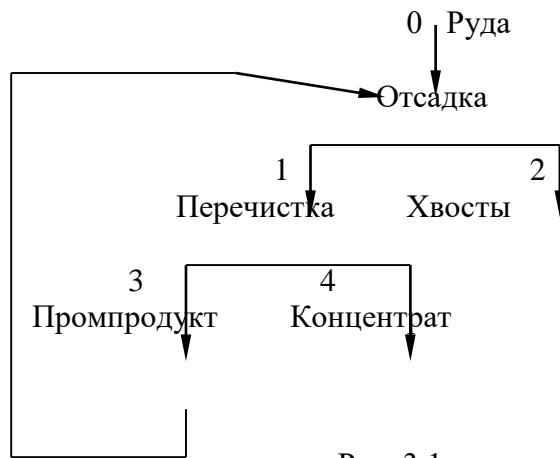 0 Руда
Отсадка
1 2
Перечистка Хвосты
3 4
Промпродукт Концентрат